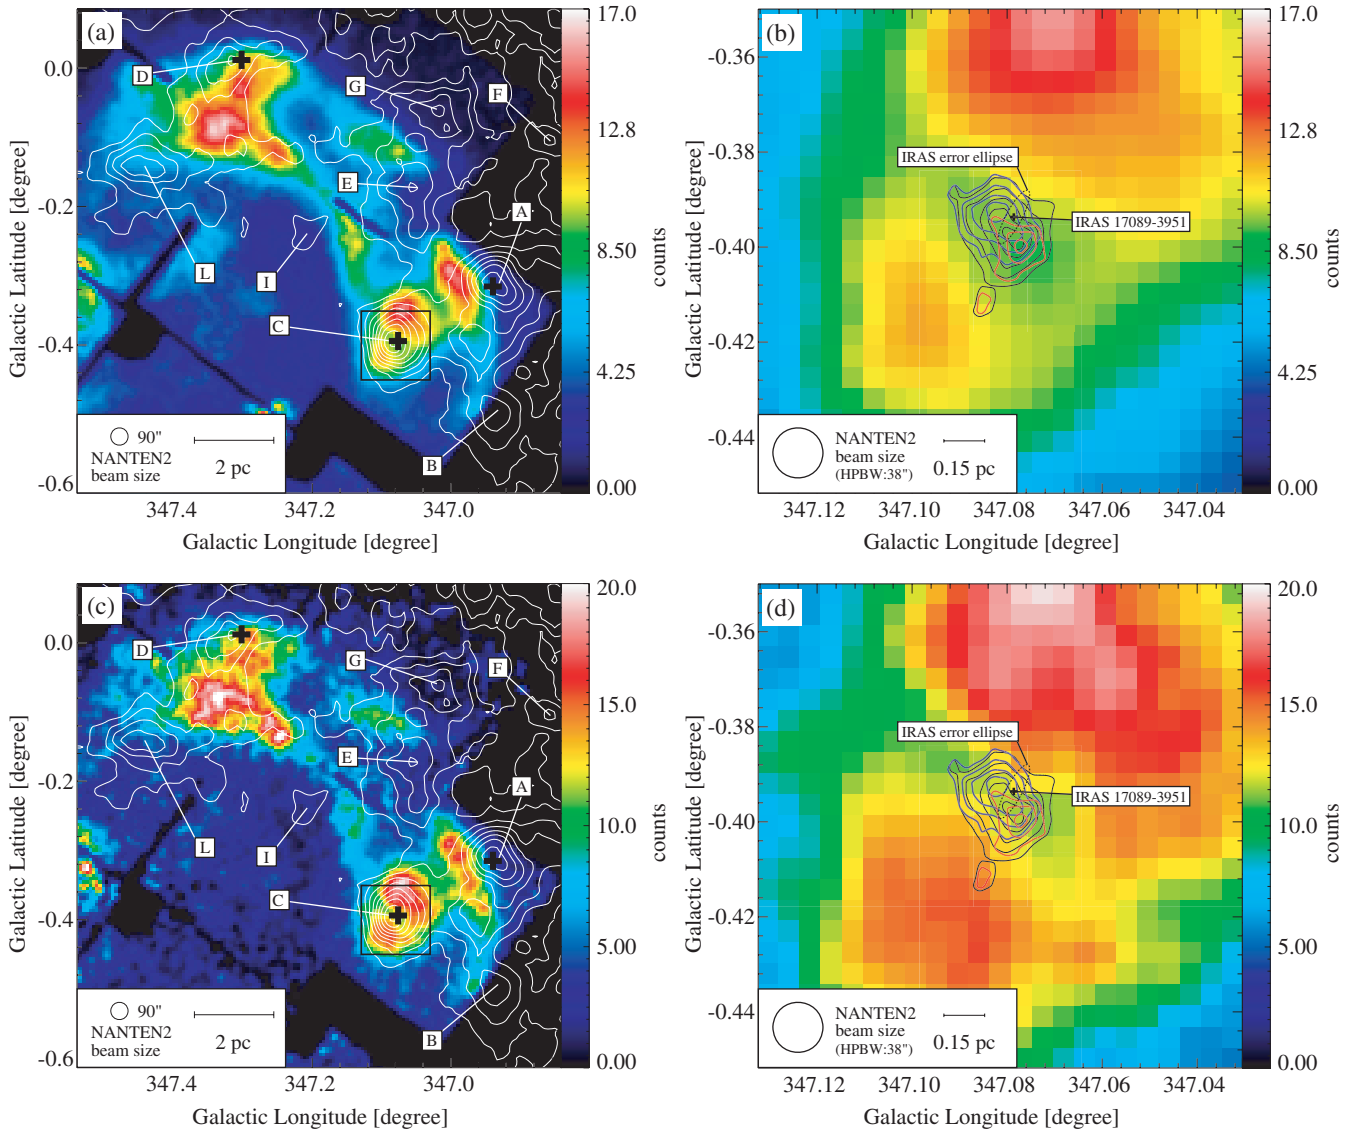 (a)
D
G
F
E
A
L
I
C
B
90"
NANTEN2
beam size
2 pc
0.0
-0.2
-0.4
-0.6
347.4
347.2
347.0
Galactic Longitude [degree]
Galactic Latitude [degree]
17.0
12.8
8.50
4.25
0.00
counts
(b)
IRAS error ellipse
IRAS 17089-3951
NANTEN2
beam size
(HPBW:38")
0.15 pc
-0.36
-0.38
-0.40
-0.42
-0.44
347.12
347.10
347.08
347.06
347.04
Galactic Longitude [degree]
Galactic Latitude [degree]
17.0
12.8
8.50
4.25
0.00
counts
(c)
D
G
F
E
A
L
I
C
B
90"
NANTEN2
beam size
2 pc
0.0
-0.2
-0.4
-0.6
347.4
347.2
347.0
Galactic Longitude [degree]
Galactic Latitude [degree]
20.0
15.0
10.0
5.00
0.00
counts
(d)
IRAS error ellipse
IRAS 17089-3951
NANTEN2
beam size
(HPBW:38")
0.15 pc
-0.36
-0.38
-0.40
-0.42
-0.44
347.12
347.10
347.08
347.06
347.04
Galactic Longitude [degree]
Galactic Latitude [degree]
20.0
15.0
10.0
5.00
0.00
counts